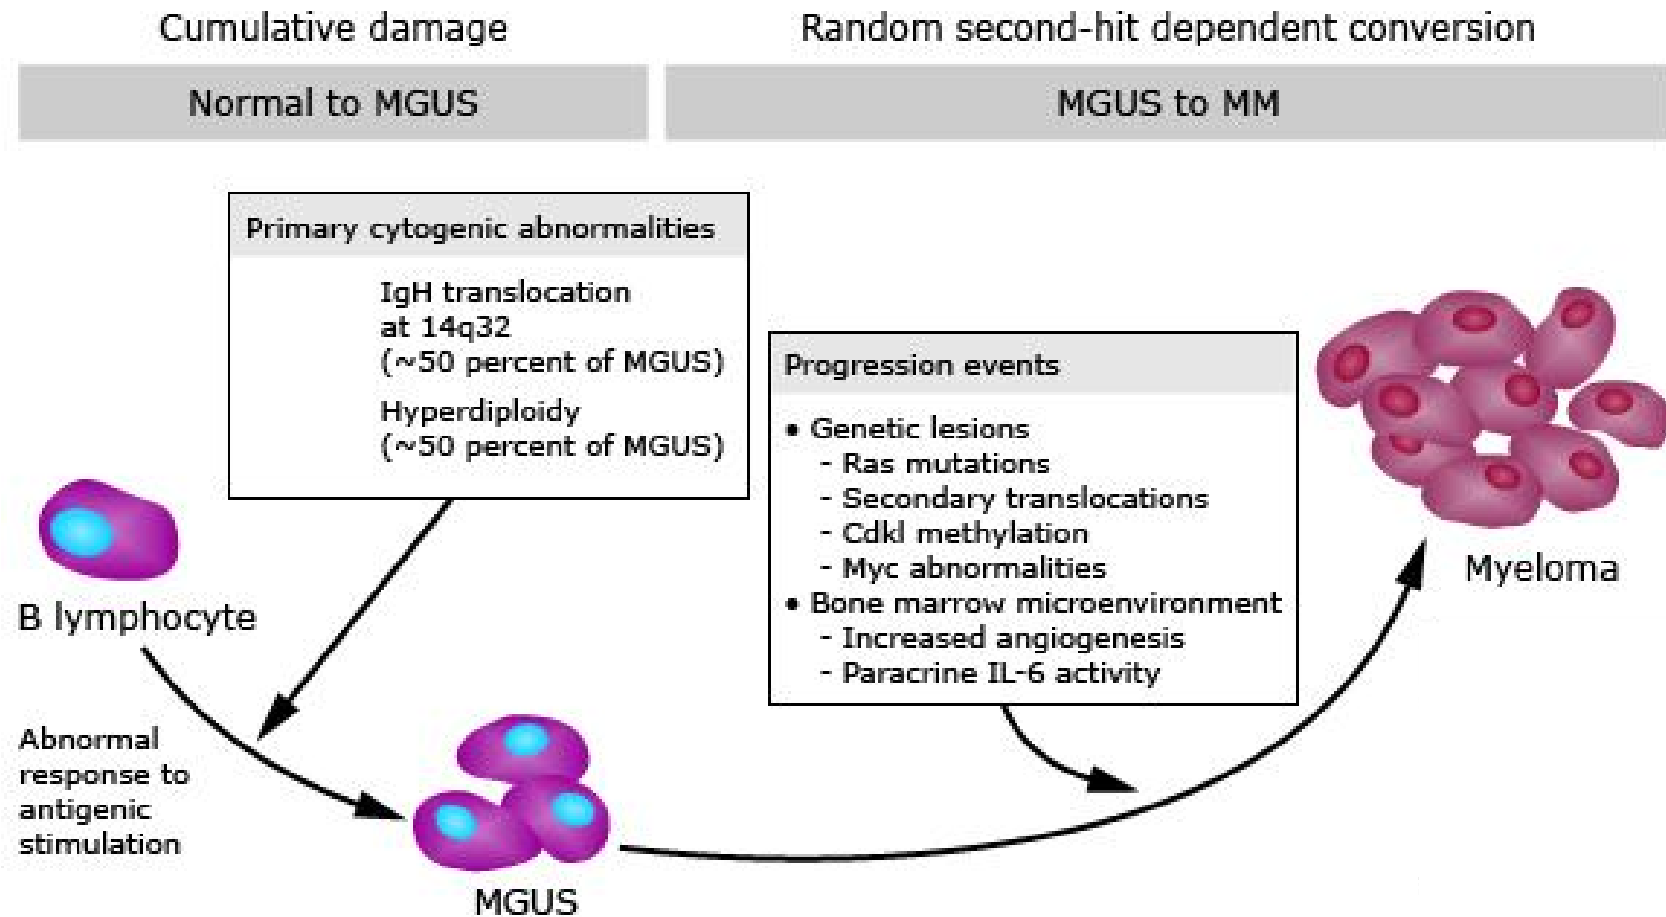 Cumulative damage
Random second-hit dependent conversion
Normal to MGUS
MGUS to MM
Primary cytogenic abnormalities
IgH translocation
at 14q32
(~50 percent of MGUS)
Hyperdiploidy
(~50 percent of MGUS)
Progression events
• Genetic lesions
- Ras mutations
- Secondary translocations
- Cdkl methylation
- Myc abnormalities
• Bone marrow microenvironment
- Increased angiogenesis
- Paracrine IL-6 activity
B lymphocyte
Abnormal
response to
antigenic
stimulation
MGUS
Myeloma